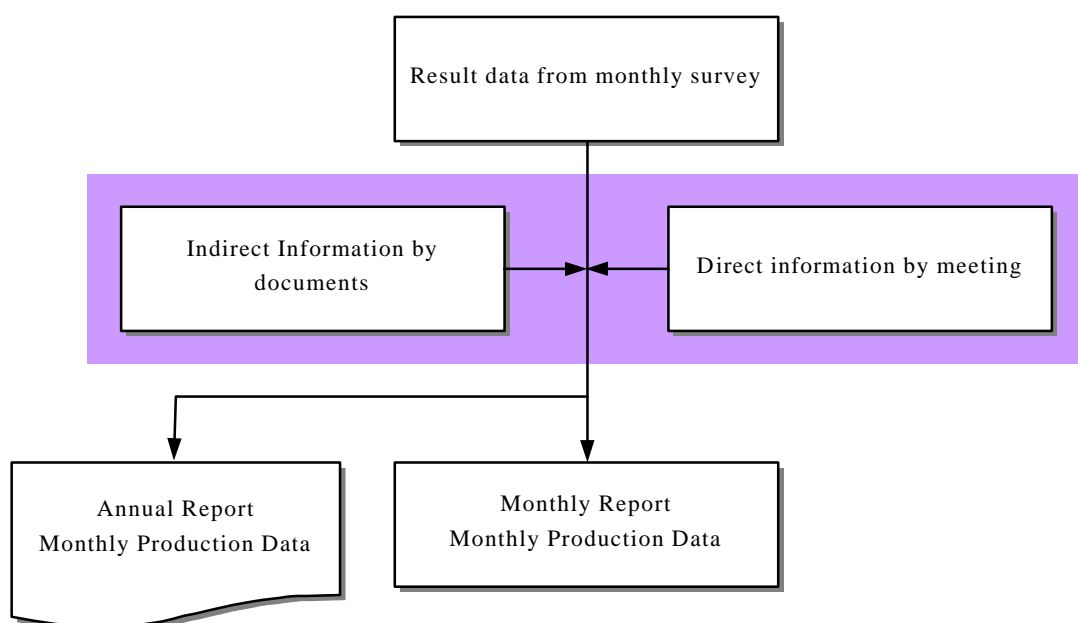 Result data from monthly survey
Indirect Information by
documents
Direct information by meeting
Annual Report
Monthly Production Data
Monthly Report
Monthly Production Data